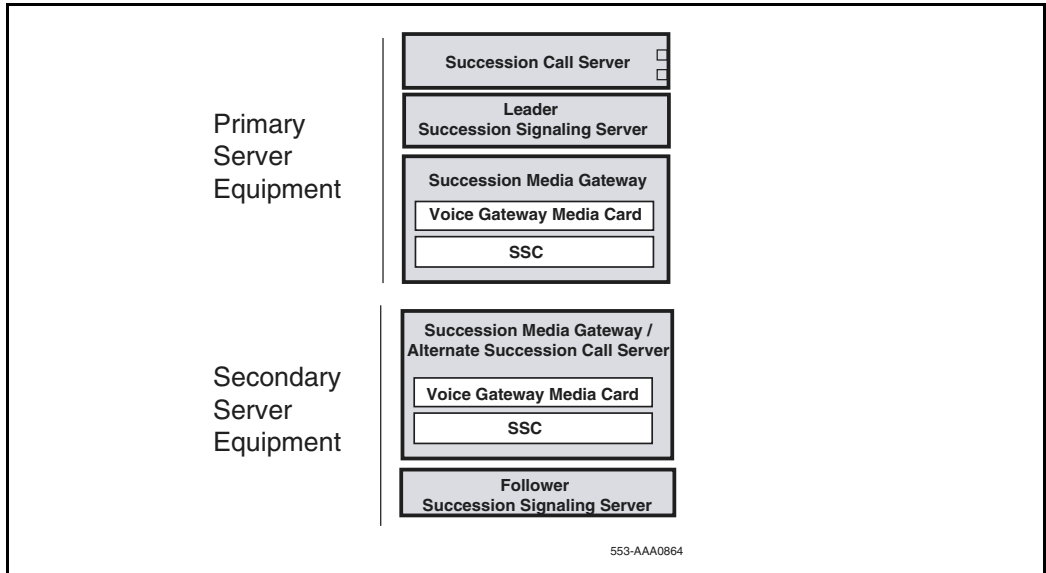 Primary
Server
Equipment
Succession Call Server
Leader
Succession Signaling Server
Succession Media Gateway
Voice Gateway Media Card
SSC
Secondary
Server
Equipment
Succession Media Gateway /
Alternate Succession Call Server
Voice Gateway Media Card
SSC
Follower
Succession Signaling Server
553-AAA0864